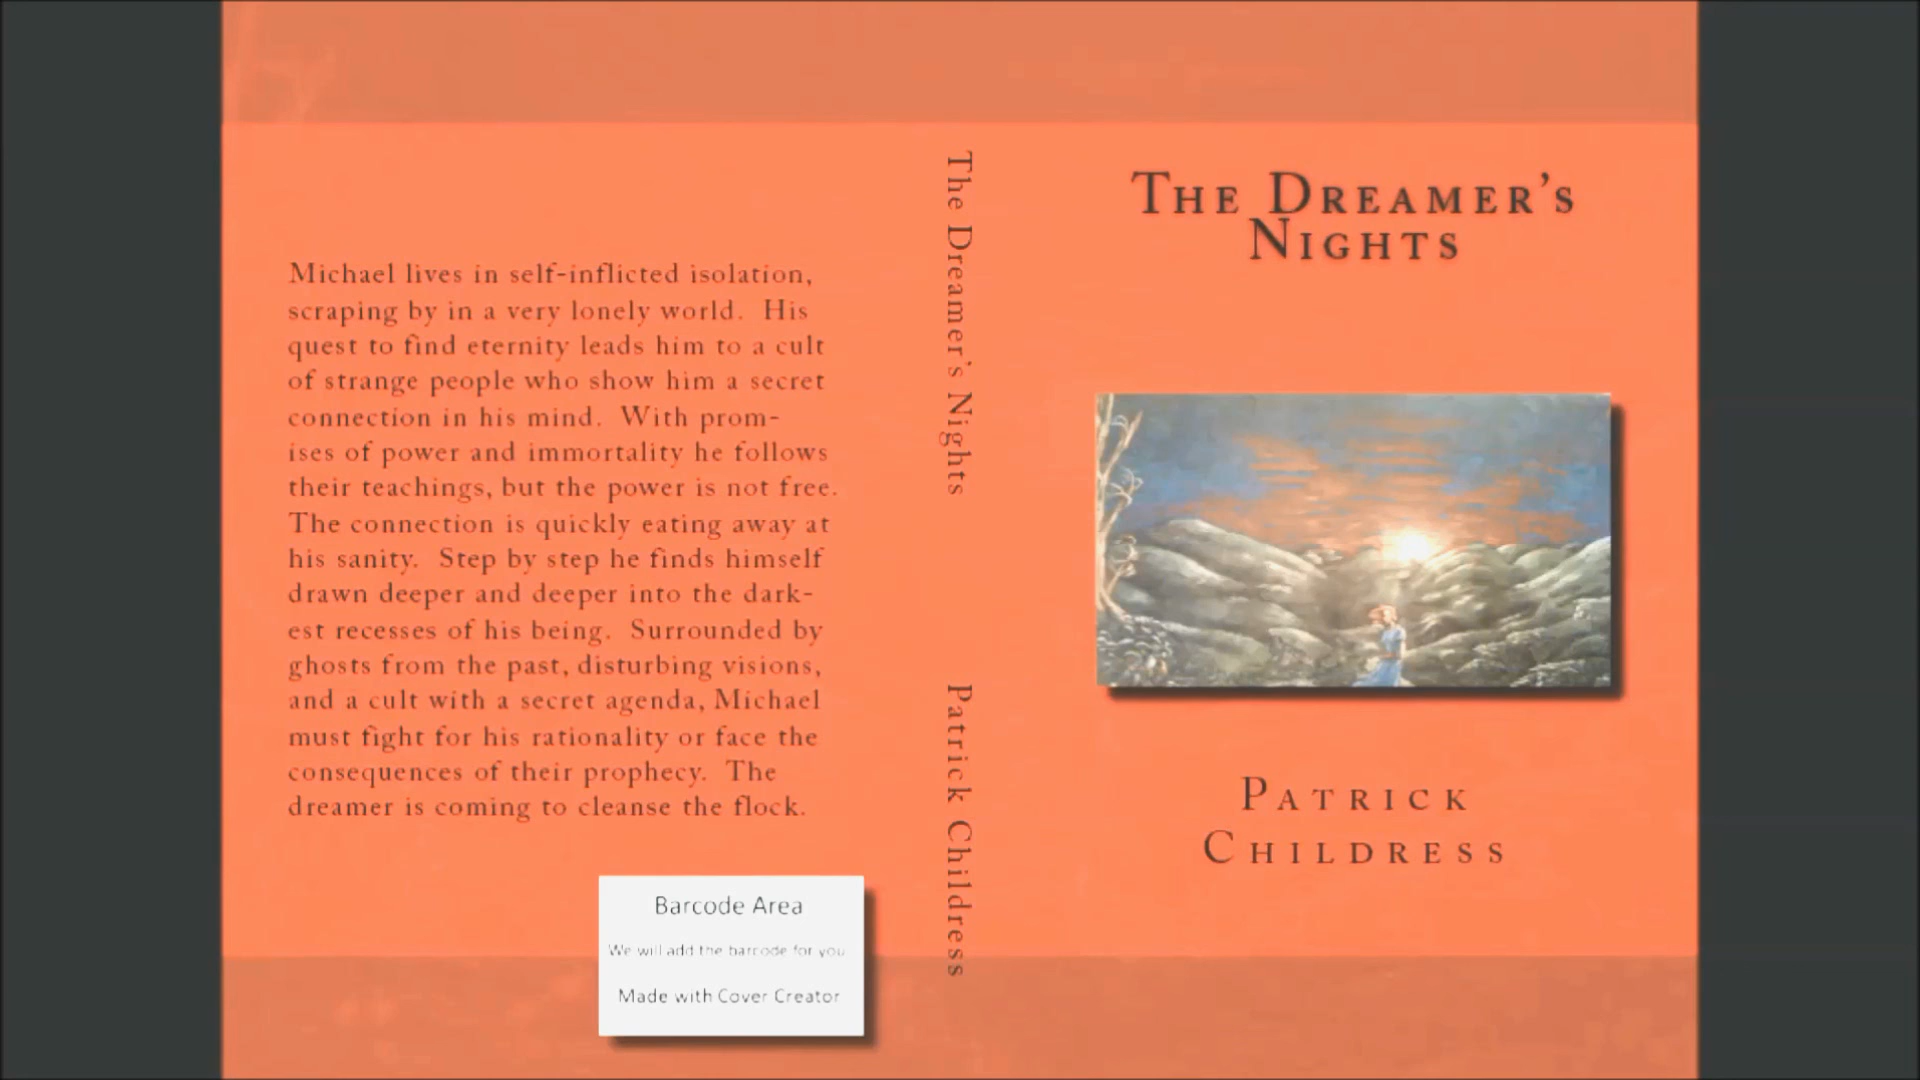 Michael lives in self-inflicted isolation,
scraping by in a very lonely world.  His
quest to find eternity leads him to a cult
of strange people who show him a secret
connection in his mind.  With prom-
ises of power and immortality he follows
their teachings, but the power is not free.
The connection is quickly eating away at
his sanity.  Step by step he finds himself
drawn deeper and deeper into the dark-
est recesses of his being.  Surrounded by
ghosts from the past, disturbing visions,
and a cult with a secret agenda, Michael
must fight for his rationality or face the
consequences of their prophecy.  The
dreamer is coming to cleanse the flock.
Barcode Area
We will add the barcode for you
Made with Cover Creator
The Dreamer's Nights
Patrick Childress
THE DREAMER'S
NIGHTS
PATRICK
CHILDRESS